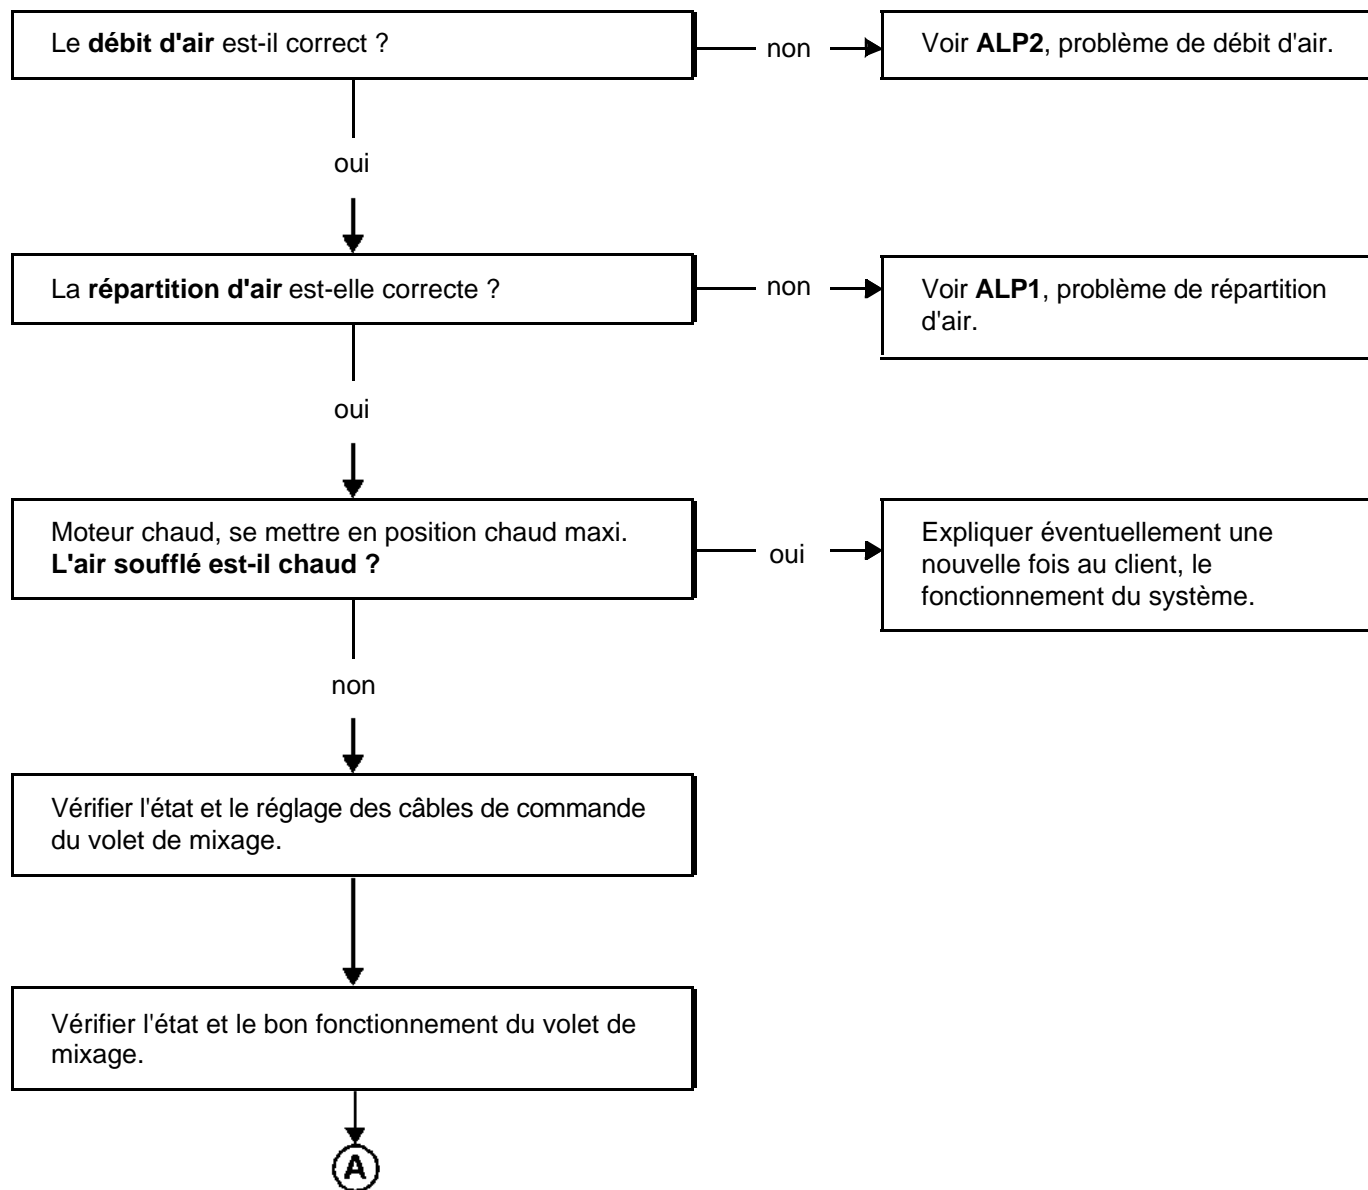 Le débit d'air est-il correct ?
non
Voir ALP2, problème de débit d'air.
oui
La répartition d'air est-elle correcte ?
non
Voir ALP1, problème de répartition
d'air.
oui
Moteur chaud, se mettre en position chaud maxi.
L'air soufflé est-il chaud ?
oui
Expliquer éventuellement une
nouvelle fois au client, le
fonctionnement du système.
non
Vérifier l'état et le réglage des câbles de commande
du volet de mixage.
Vérifier l'état et le bon fonctionnement du volet de
mixage.
A